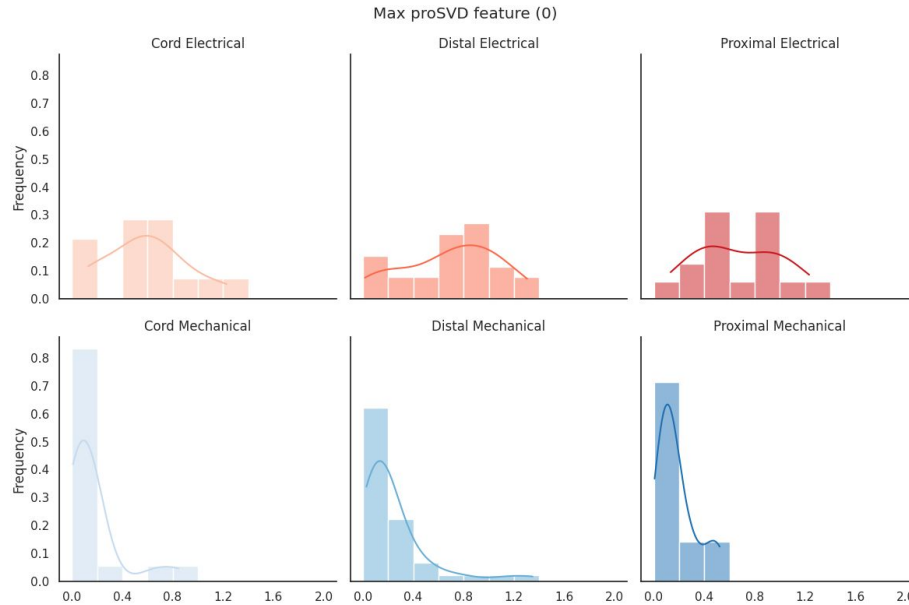 Max proSVD feature (0)
Cord Electrical
Distal Electrical
Proximal Electrical
Frequency
0.8
0.7
0.6
0.5
0.4
0.3
0.2
0.1
0.0
Cord Mechanical
Distal Mechanical
Proximal Mechanical
Frequency
0.8
0.7
0.6
0.5
0.4
0.3
0.2
0.1
0.0
0.0 0.4 0.8 1.2 1.6 2.0
0.0 0.4 0.8 1.2 1.6 2.0
0.0 0.4 0.8 1.2 1.6 2.0